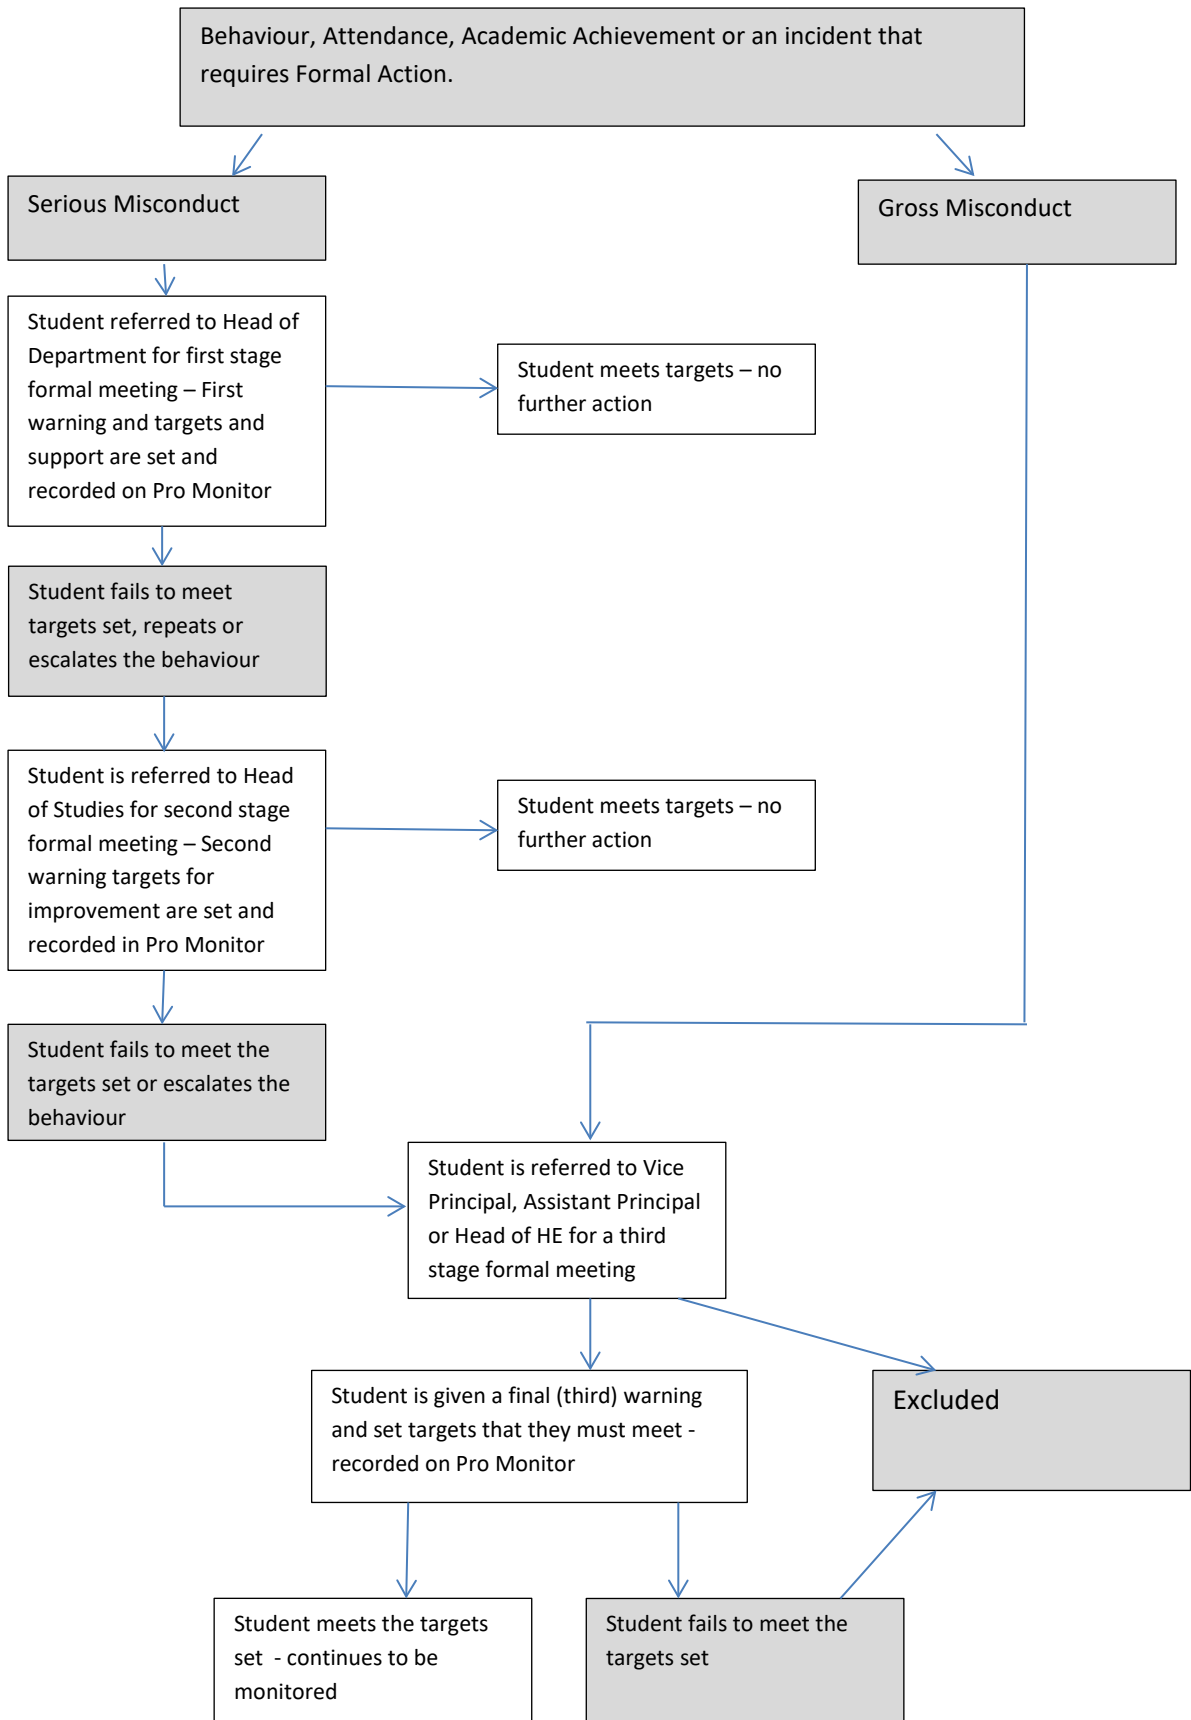 Behaviour, Attendance, Academic Achievement or an incident that
requires Formal Action.
Serious Misconduct
Gross Misconduct
Student referred to Head of
Department for first stage
formal meeting – First
warning and targets and
support are set and
recorded on Pro Monitor
Student meets targets – no
further action
Student fails to meet
targets set, repeats or
escalates the behaviour
Student is referred to Head
of Studies for second stage
formal meeting – Second
warning targets for
improvement are set and
recorded in Pro Monitor
Student meets targets – no
further action
Student fails to meet the
targets set or escalates the
behaviour
Student is referred to Vice
Principal, Assistant Principal
or Head of HE for a third
stage formal meeting
Student is given a final (third) warning
and set targets that they must meet -
recorded on Pro Monitor
Excluded
Student meets the targets
set  - continues to be
monitored
Student fails to meet the
targets set